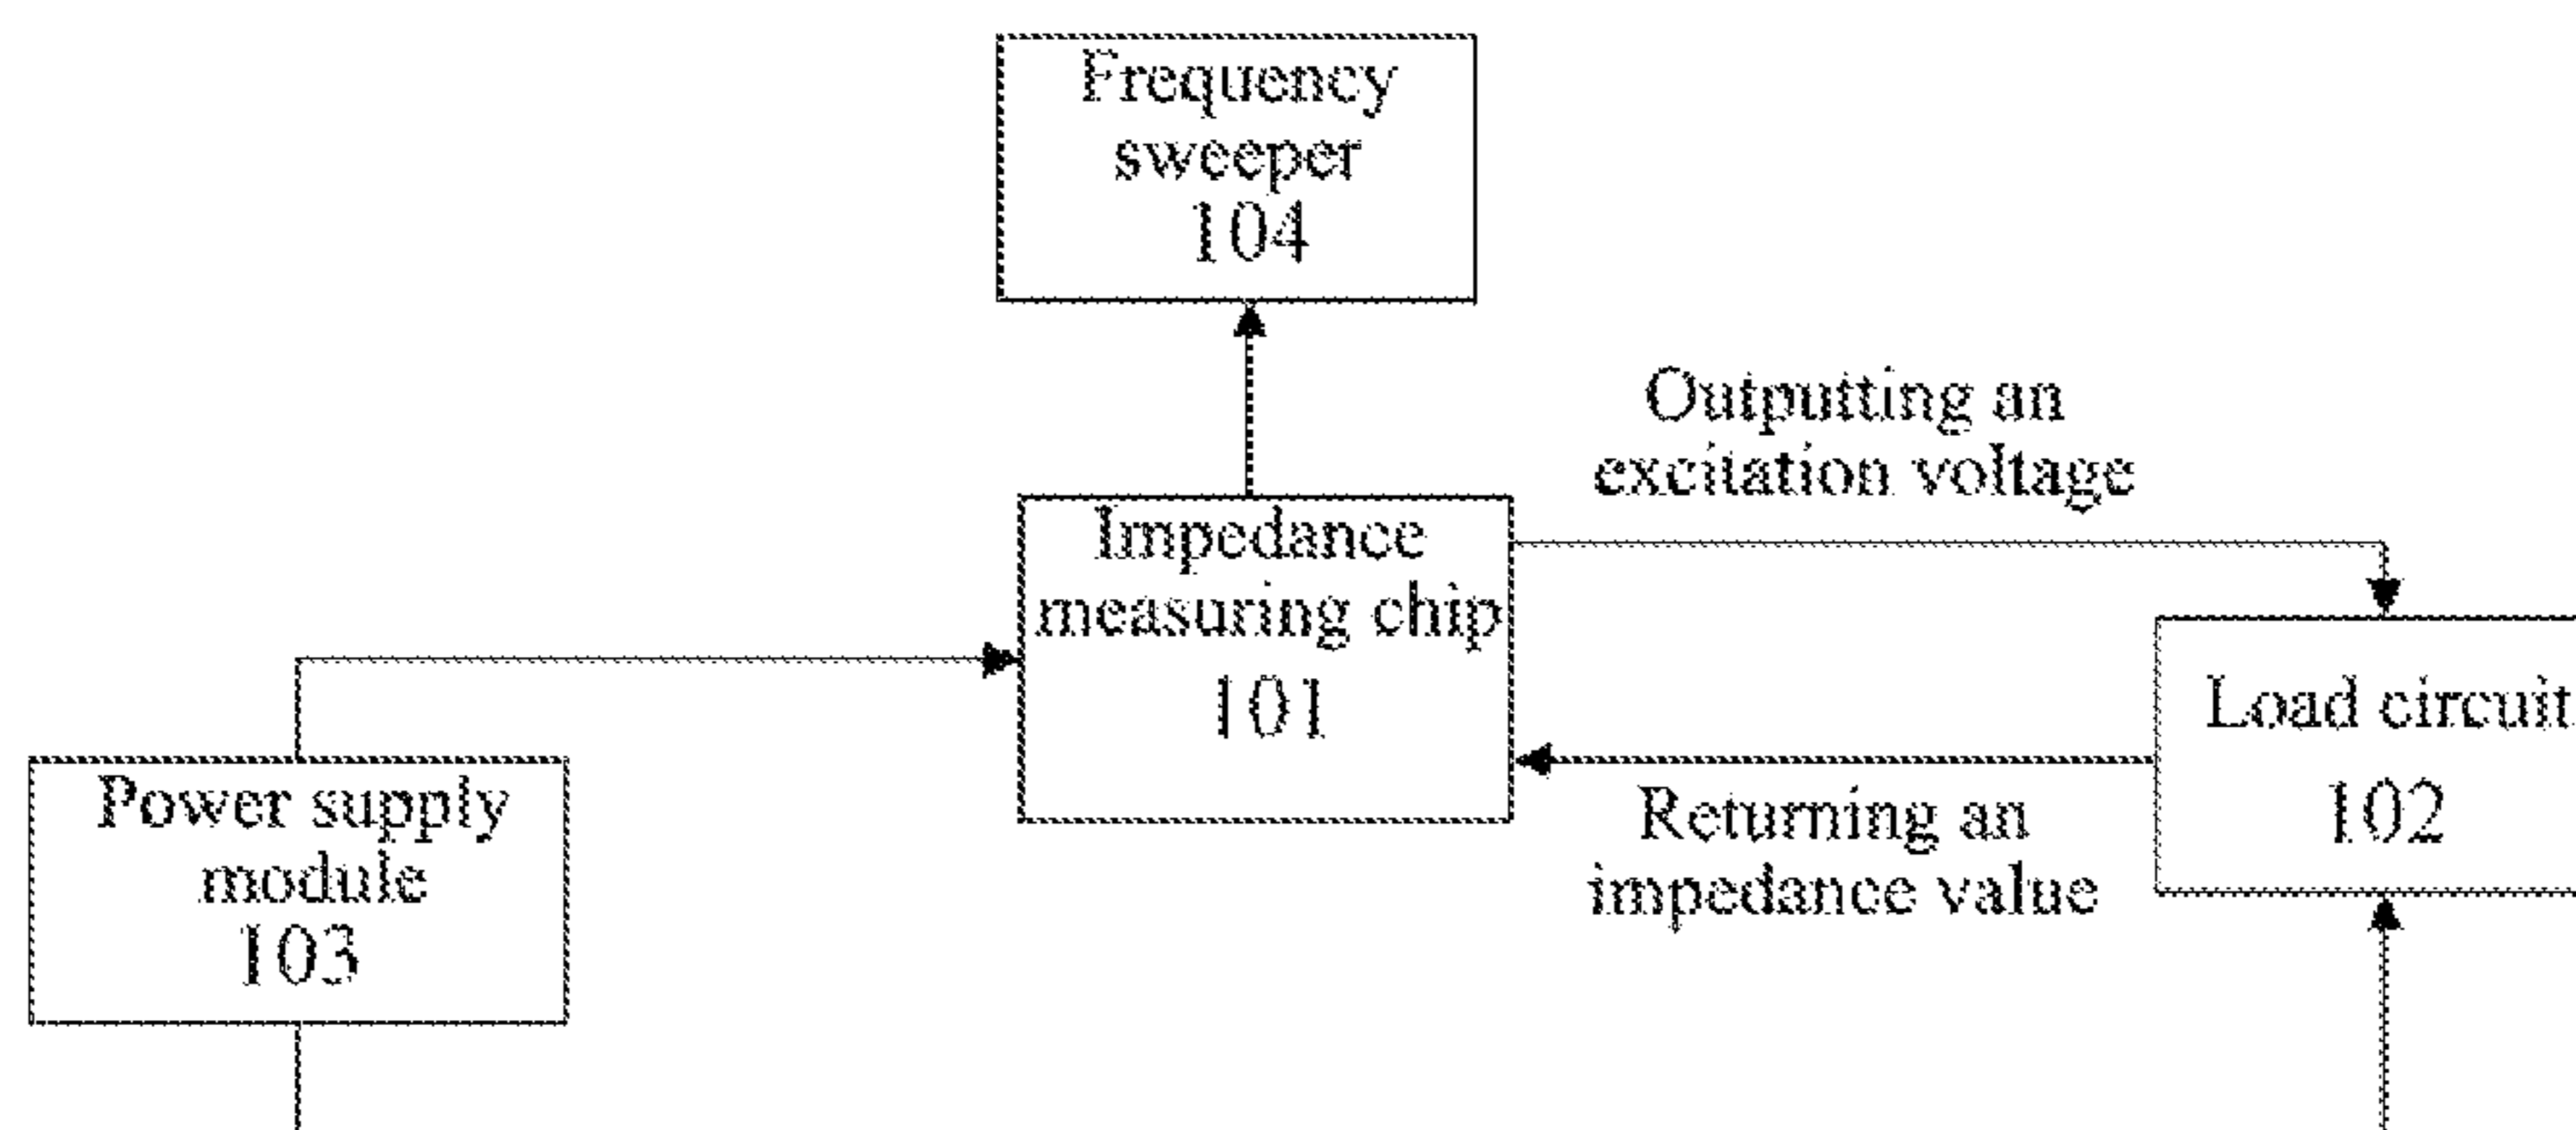 Frequency
sweeper
104
Outputting an
excitation voltage
Impedance
measuring chip
101
Load circuit
102
Returning an
impedance value
Power supply
module
103